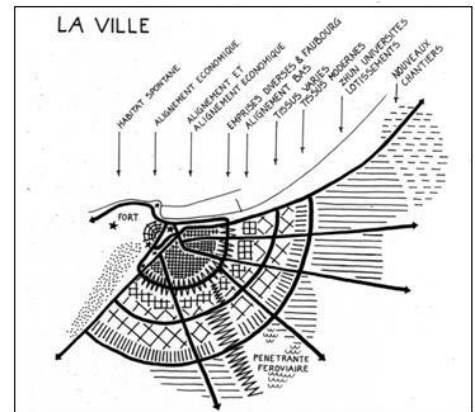 LA VILLE
HABITAT SPONTANE
ALIGNEMENT ECONOMIQUE
ALIGNEMENT ET
ALIGNEMENT ECONOMIQUE
EMPRISES DIVERSES & FAUBOURG
ALIGNEMENT BAS
TISSUS VARIES
TISSUS MODERNES
ZHUN UNIVERSITES
LOTISSEMENTS
NOUVEAUX
CHANTIERS
FORT
PENETRANTE
FEROVIAIRE